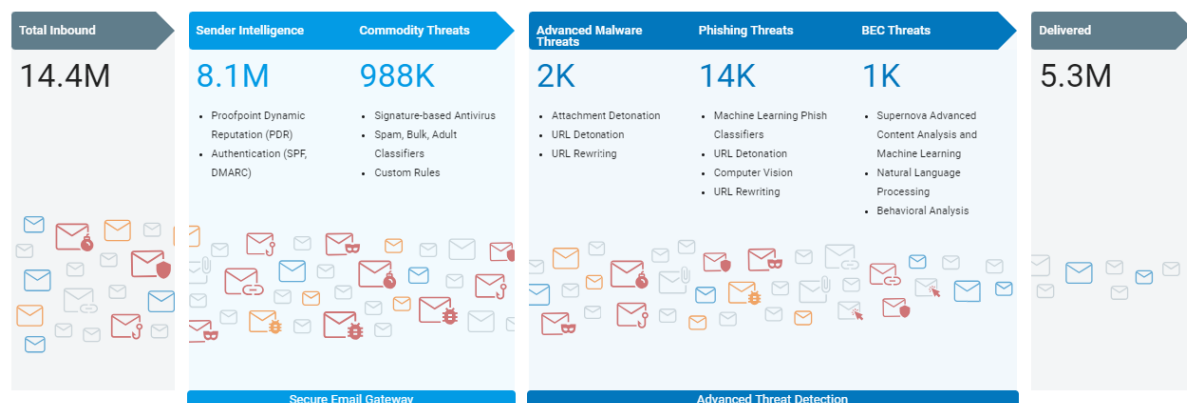 Total Inbound
14.4M
Sender Intelligence
8.1M
• Proofpoint Dynamic
Reputation (PDR)
• Authentication (SPF,
DMARC)
Commodity Threats
988K
• Signature-based Antivirus
• Spam, Bulk, Adult
Classifiers
• Custom Rules
Secure Email Gateway
Advanced Malware
Threats
2K
• Attachment Detonation
• URL Detonation
• URL Rewriting
Phishing Threats
14K
• Machine Learning Phish
Classifiers
• URL Detonation
• Computer Vision
• URL Rewriting
BEC Threats
1K
• Supernova Advanced
Content Analysis and
Machine Learning
• Natural Language
Processing
• Behavioral Analysis
Advanced Threat Detection
Delivered
5.3M